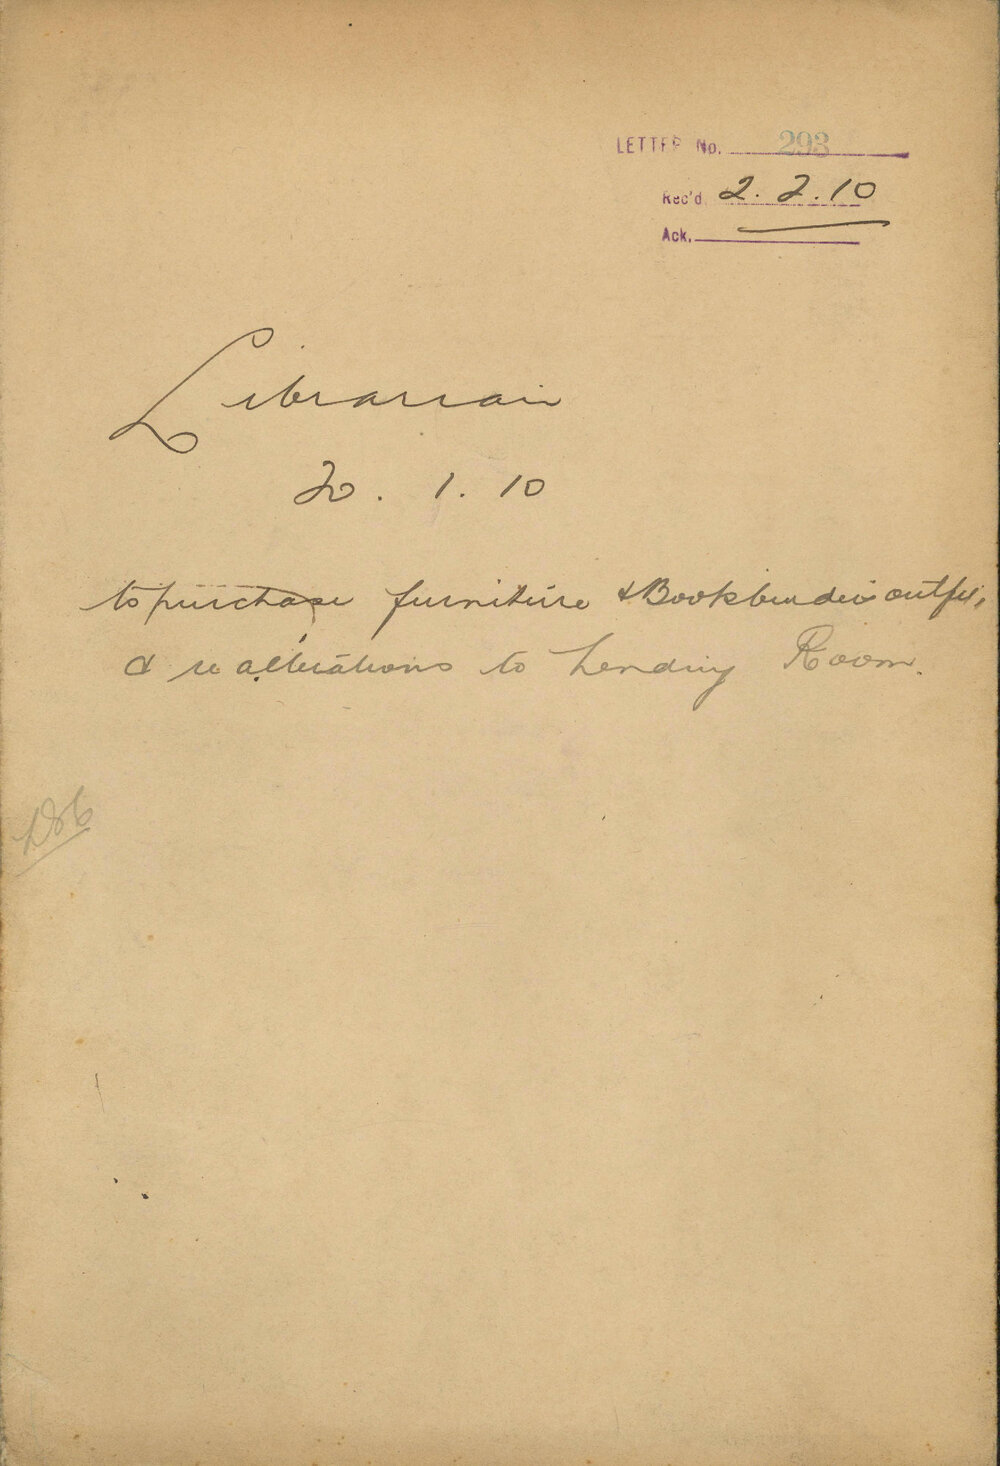 LETTER No. 293
Rec'd. 2.2.10
Ack.
Librarian
20.1.10
to purchase furniture & Bookbinders outfit,
& re alterations to Lending Room.